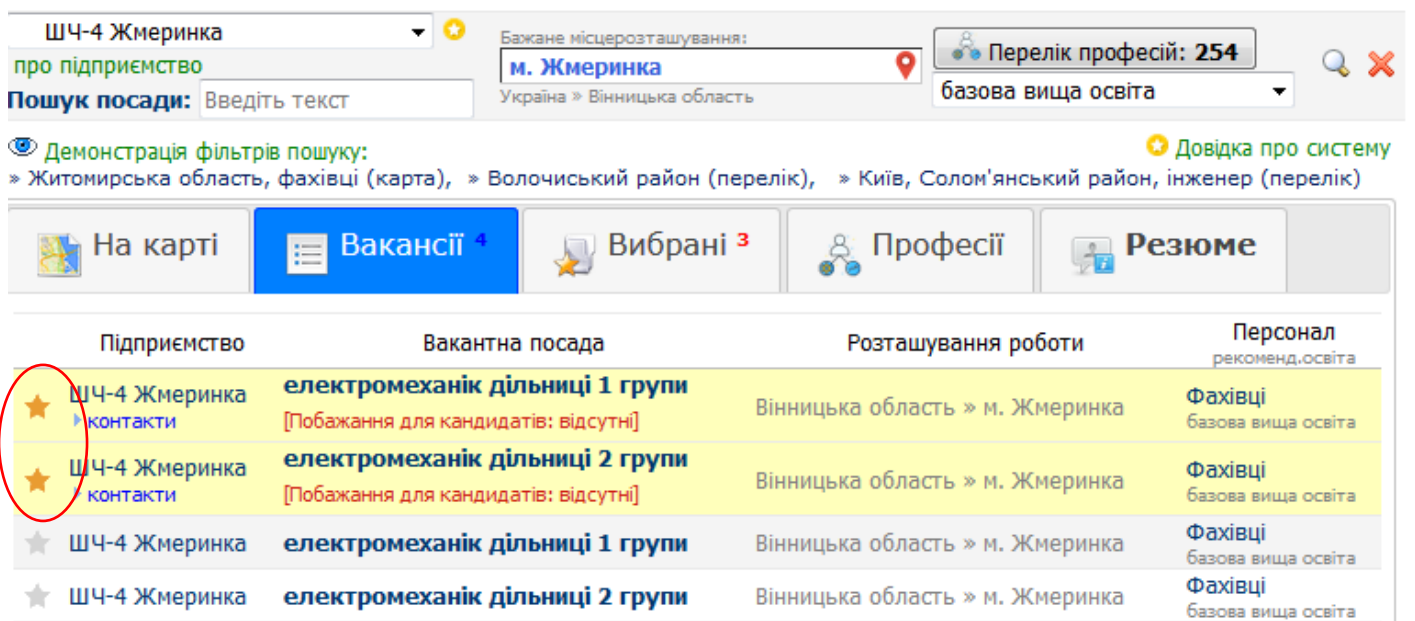 ШЧ-4 Жмеринка
про підприємство
Пошук посади: Введіть текст
Бажане місцерозташування:
м. Жмеринка
Україна » Вінницька область
Перелік професій: 254
базова вища освіта
Демонстрація фільтрів пошуку:
Довідка про систему
» Житомирська область, фахівці (карта), » Волочиський район (перелік), » Київ, Солом'янський район, інженер (перелік)
На карті Вакансії 4 Вибрані 3 Професії Резюме
Підприємство Вакантна посада Розташування роботи Персонал
рекоменд.освіта
ШЧ-4 Жмеринка електромеханік дільниці 1 групи Вінницька область » м. Жмеринка Фахівці
контакти [Побажання для кандидатів: відсутні] базова вища освіта
ШЧ-4 Жмеринка електромеханік дільниці 2 групи Вінницька область » м. Жмеринка Фахівці
контакти [Побажання для кандидатів: відсутні] базова вища освіта
ШЧ-4 Жмеринка електромеханік дільниці 1 групи Вінницька область » м. Жмеринка Фахівці
базова вища освіта
ШЧ-4 Жмеринка електромеханік дільниці 2 групи Вінницька область » м. Жмеринка Фахівці
базова вища освіта